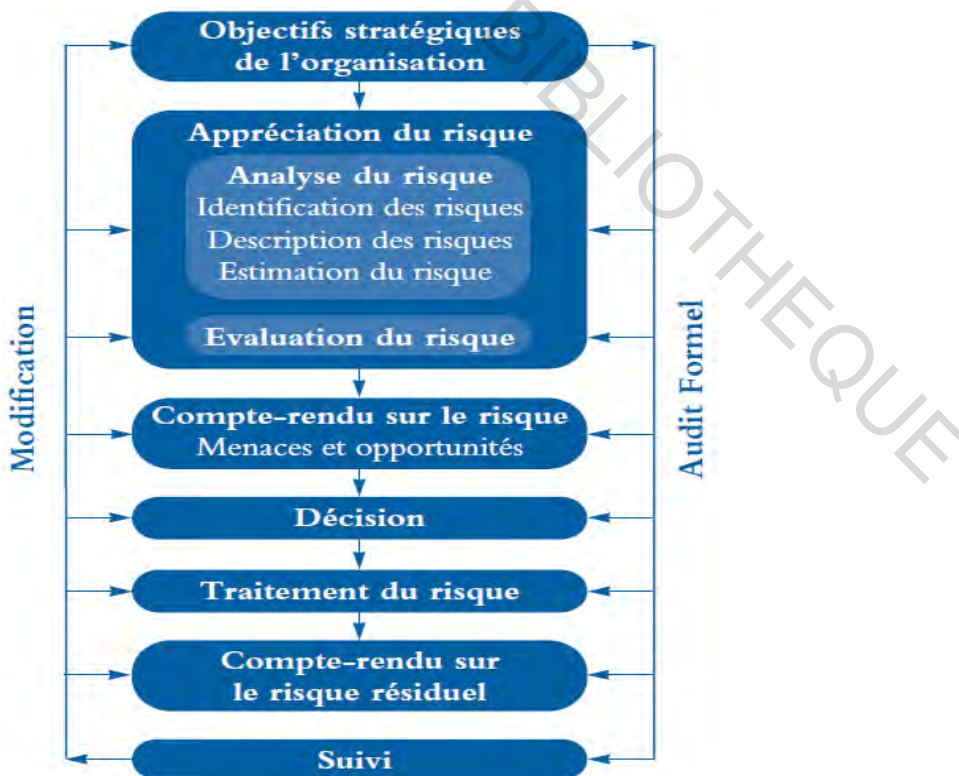 Objectifs stratégiques
de l'organisation
Appréciation du risque
Analyse du risque
Identification des risques
Description des risques
Estimation du risque
Evaluation du risque
Compte-rendu sur le risque
Menaces et opportunités
Décision
Traitement du risque
Compte-rendu sur
le risque résiduel
Suivi
Modification
Audit Formel
BIBLIOTHEQUE